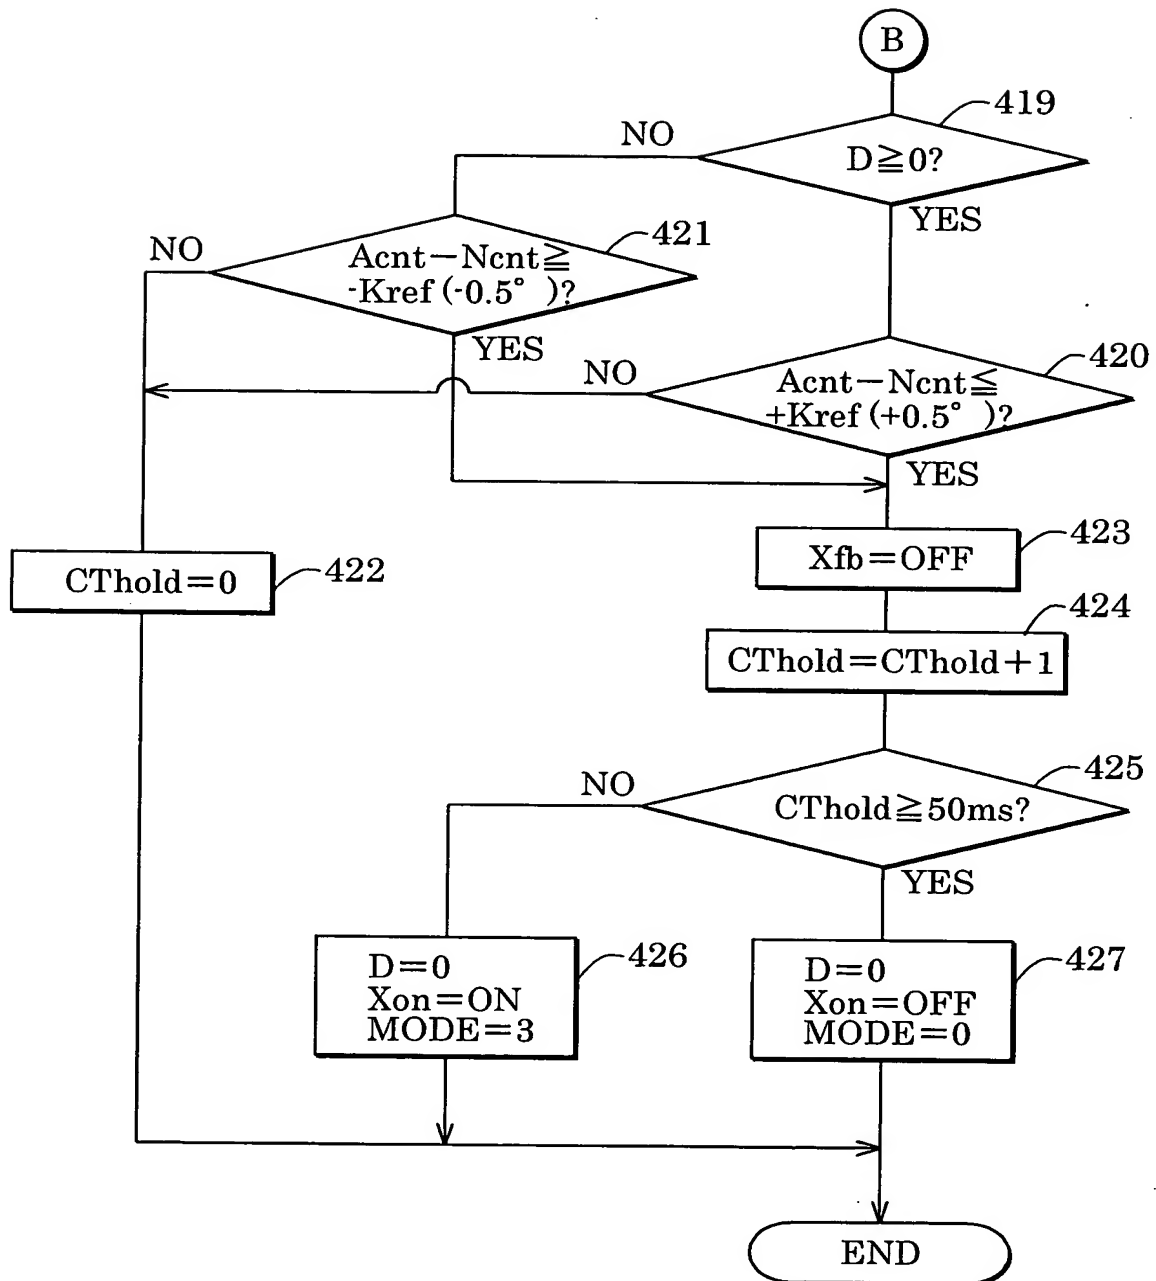 B
419
NO
D≧0?
YES
421
NO
Acnt−Ncnt≧
-Kref (-0.5° )?
YES
420
NO
Acnt−Ncnt≦
+Kref (+0.5° )?
YES
423
Xfb=OFF
CThold=0
422
424
CThold=CThold+1
425
NO
CThold≧50ms?
YES
426
D=0
Xon=ON
MODE=3
427
D=0
Xon=OFF
MODE=0
END